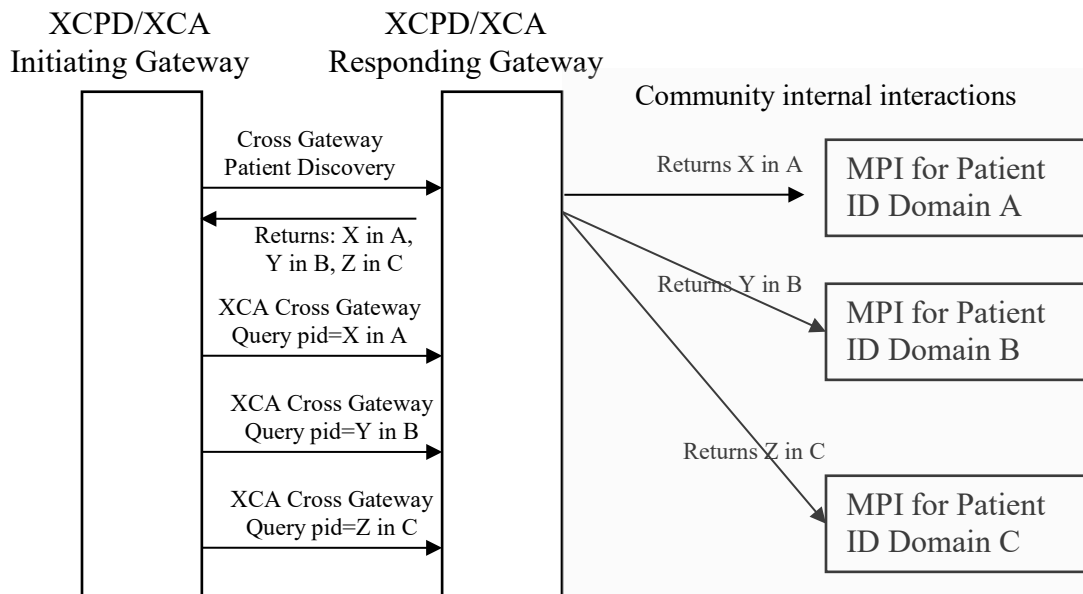 XCPD/XCA
Initiating Gateway
XCPD/XCA
Responding Gateway
Community internal interactions
Cross Gateway
Patient Discovery
Returns: X in A,
Y in B, Z in C
XCA Cross Gateway
Query pid=X in A
XCA Cross Gateway
Query pid=Y in B
XCA Cross Gateway
Query pid=Z in C
Returns X in A
MPI for Patient
ID Domain A
Returns Y in B
MPI for Patient
ID Domain B
Returns Z in C
MPI for Patient
ID Domain C